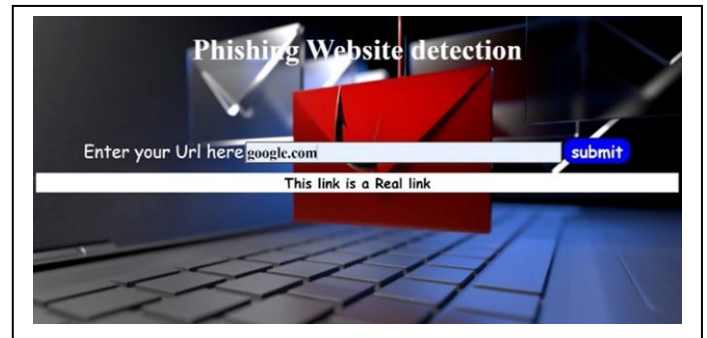 Phishing Website detection
Enter your Url here google.com submit
This link is a Real link